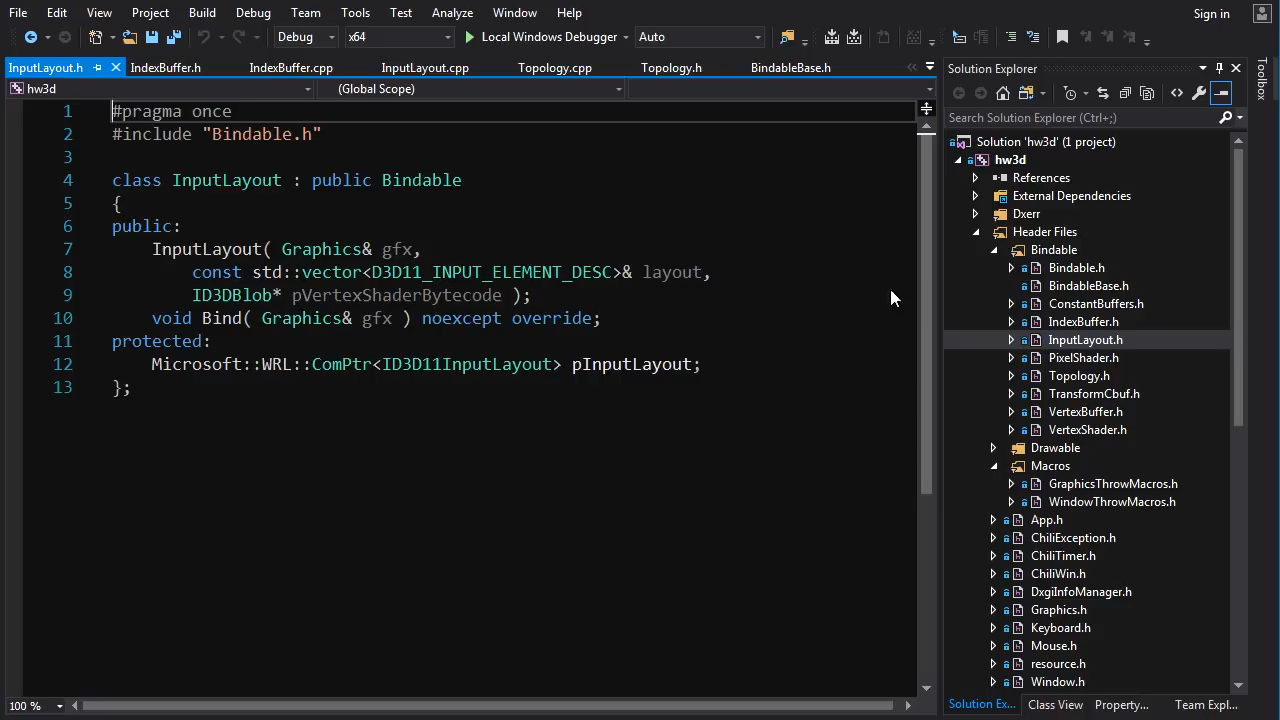 File Edit View Project Build Debug Team Tools Test Analyze Window Help Sign in
Debug x64 Local Windows Debugger Auto
InputLayout.h IndexBuffer.h IndexBuffer.cpp InputLayout.cpp Topology.cpp Topology.h BindableBase.h
hw3d (Global Scope)
1 #pragma once
2 #include "Bindable.h"
3
4 class InputLayout : public Bindable
5 {
6 public:
7 InputLayout( Graphics& gfx,
8 const std::vector<D3D11_INPUT_ELEMENT_DESC>& layout,
9 ID3DBlob* pVertexShaderBytecode );
10 void Bind( Graphics& gfx ) noexcept override;
11 protected:
12 Microsoft::WRL::ComPtr<ID3D11InputLayout> pInputLayout;
13 };
100 %
Solution Explorer
Search Solution Explorer (Ctrl+;)
Solution 'hw3d' (1 project)
hw3d
References
External Dependencies
Dxerr
Header Files
Bindable
Bindable.h
BindableBase.h
ConstantBuffers.h
IndexBuffer.h
InputLayout.h
PixelShader.h
Topology.h
TransformCbuf.h
VertexBuffer.h
VertexShader.h
Drawable
Macros
GraphicsThrowMacros.h
WindowThrowMacros.h
App.h
ChiliException.h
ChiliTimer.h
ChiliWin.h
DxgiInfoManager.h
Graphics.h
Keyboard.h
Mouse.h
resource.h
Window.h
Solution Ex... Class View Property... Team Expl...
Toolbox